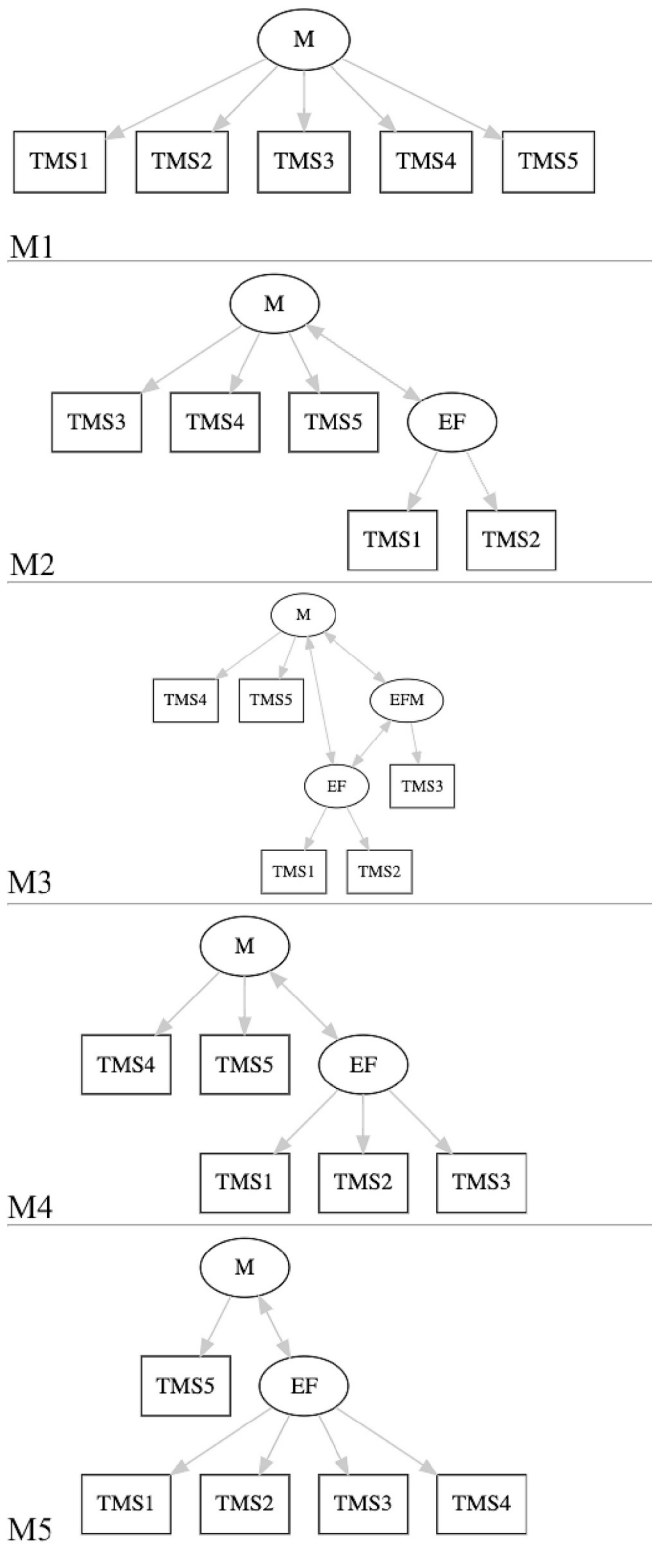 M
TMS1 TMS2 TMS3 TMS4 TMS5
M1
M
TMS3 TMS4 TMS5 EF
TMS1 TMS2
M2
M
TMS4 TMS5 EFM
EF TMS3
TMS1 TMS2
M3
M
TMS4 TMS5 EF
TMS1 TMS2 TMS3
M4
M
TMS5 EF
TMS1 TMS2 TMS3 TMS4
M5